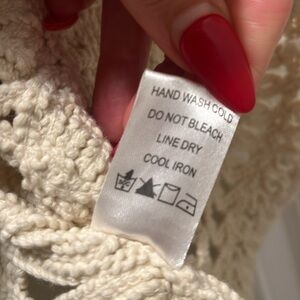 HAND WASH COLD
DO NOT BLEACH
LINE DRY
COOL IRON